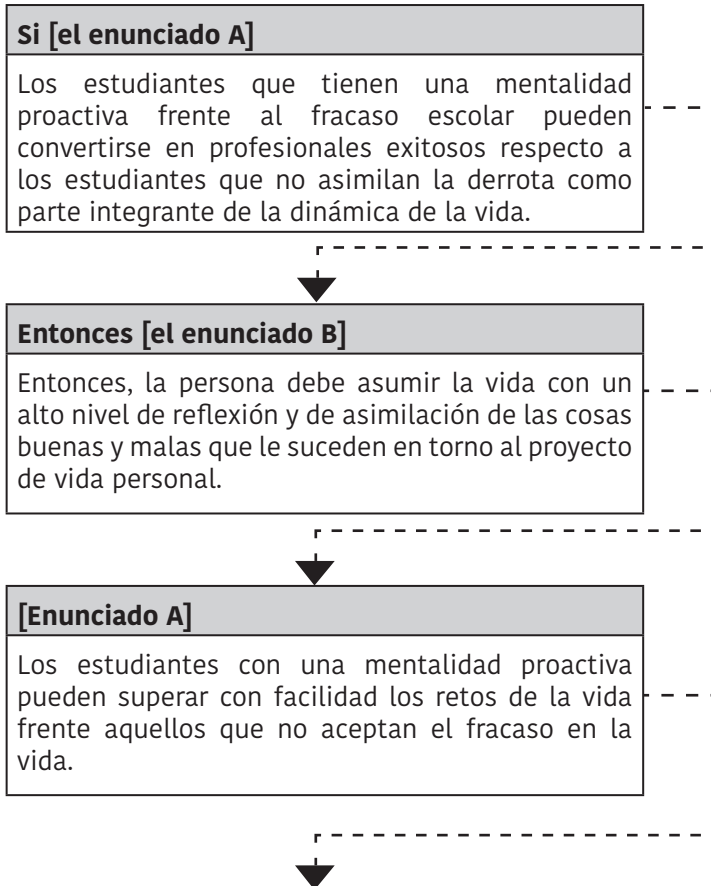 Si [el enunciado A]
Los estudiantes que tienen una mentalidad
proactiva frente al fracaso escolar pueden
convertirse en profesionales exitosos respecto a
los estudiantes que no asimilan la derrota como
parte integrante de la dinámica de la vida.
Entonces [el enunciado B]
Entonces, la persona debe asumir la vida con un
alto nivel de reflexión y de asimilación de las cosas
buenas y malas que le suceden en torno al proyecto
de vida personal.
[Enunciado A]
Los estudiantes con una mentalidad proactiva
pueden superar con facilidad los retos de la vida
frente aquellos que no aceptan el fracaso en la
vida.